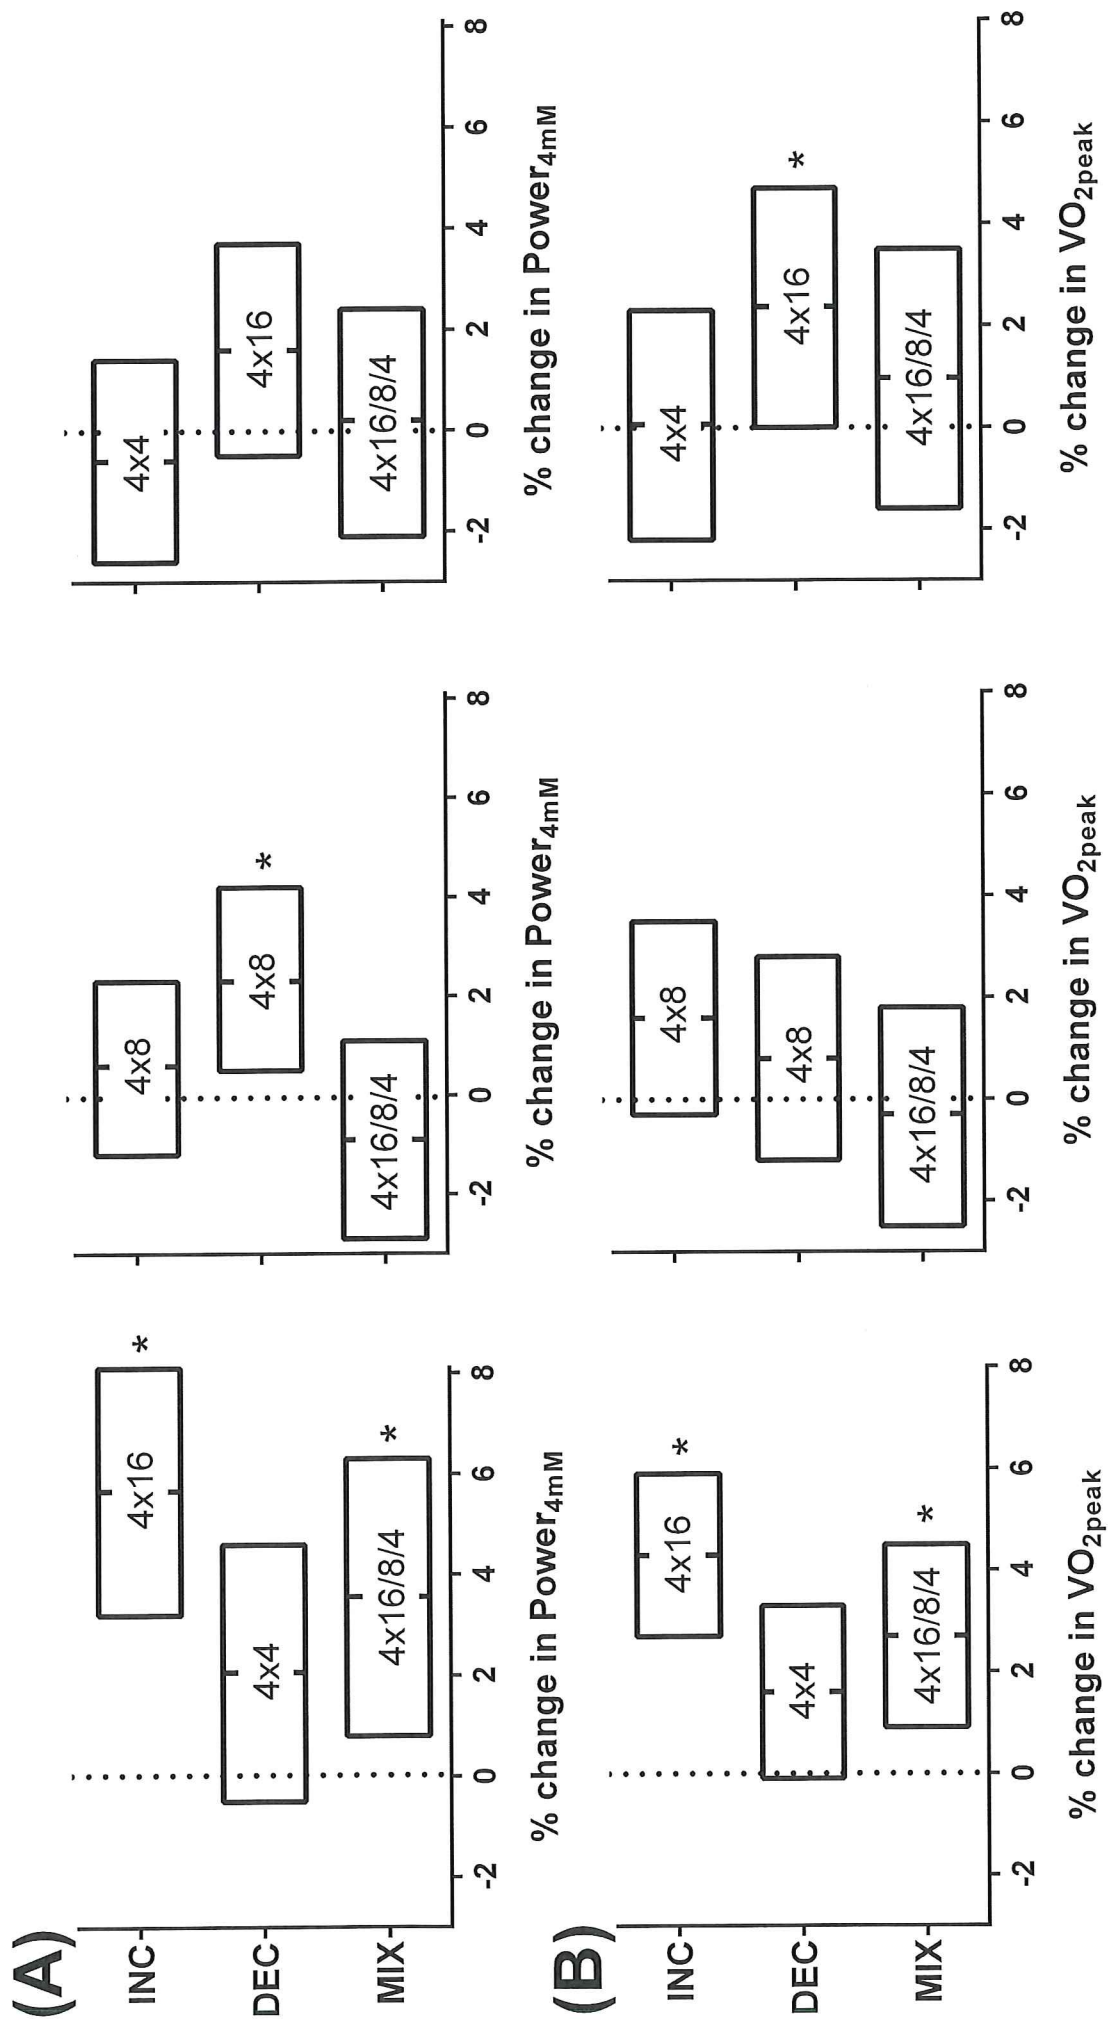 (A)
INC
DEC
MIX
4x16
*
4x4
4x16/8/4
*
-2 0 2 4 6 8
% change in Power4mM
4x8
4x8
*
4x16/8/4
-2 0 2 4 6 8
% change in Power4mM
4x4
4x16
4x16/8/4
-2 0 2 4 6 8
% change in Power4mM
(B)
INC
DEC
MIX
4x16
*
4x4
4x16/8/4
*
-2 0 2 4 6 8
% change in VO2peak
4x8
4x8
4x16/8/4
-2 0 2 4 6 8
% change in VO2peak
4x4
4x16
*
4x16/8/4
-2 0 2 4 6 8
% change in VO2peak